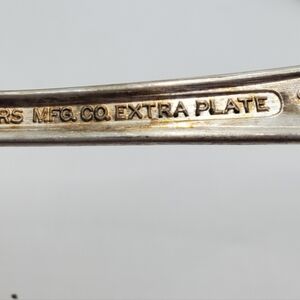 RS MFG. CO. EXTRA PLATE